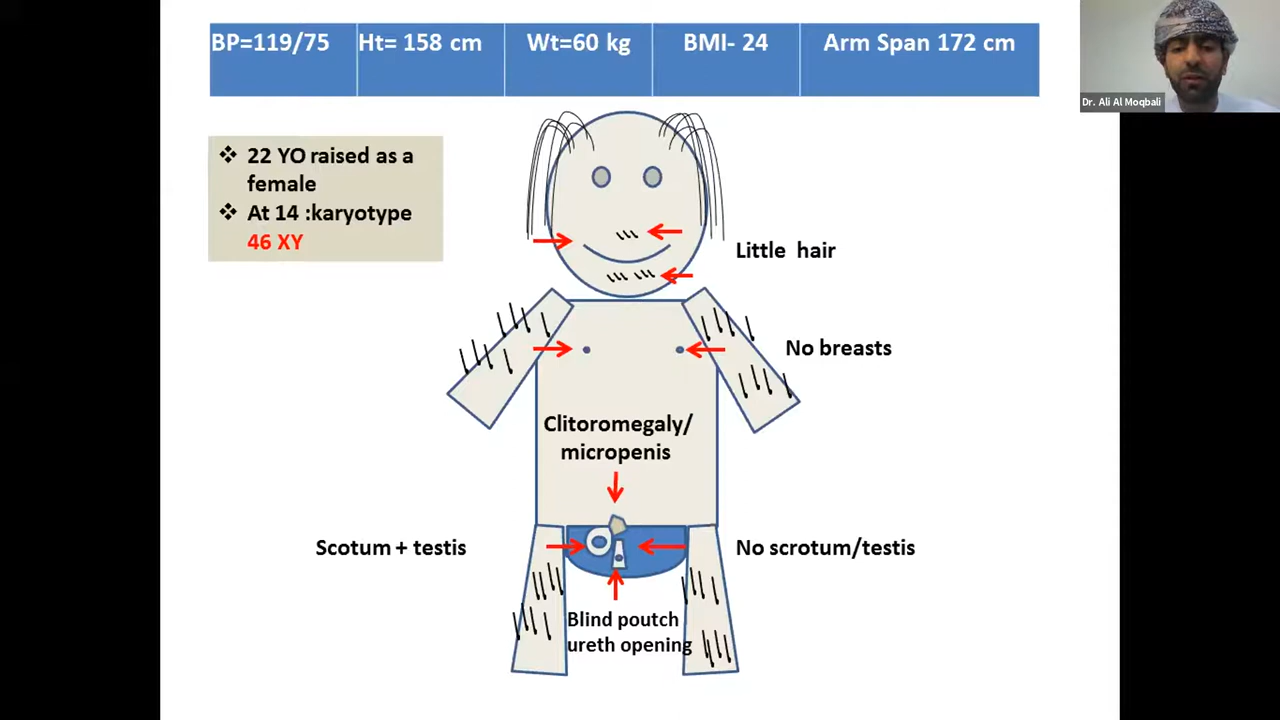 BP=119/75 Ht= 158 cm Wt=60 kg BMI- 24 Arm Span 172 cm
Dr. Ali Al Moqbali
❖ 22 YO raised as a
female
❖ At 14 :karyotype
46 XY
Little hair
No breasts
Clitoromegaly/
micropenis
Scotum + testis
No scrotum/testis
Blind poutch
ureth opening